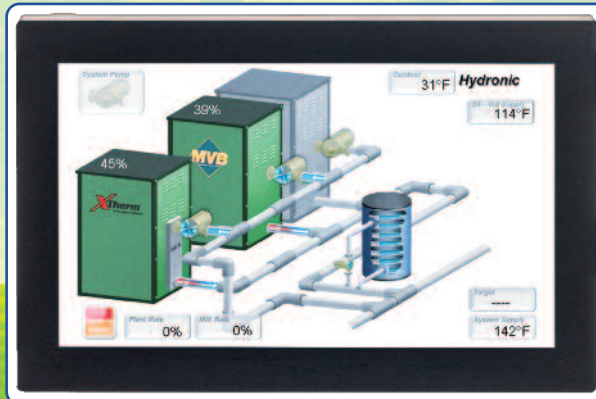 System Pump
Outdoor
31°F
Hydronic
114°F
39%
MVB
45%
XTherm
Target
----
Plant Rate
0%
MIX Rate
0%
System Supply
142°F